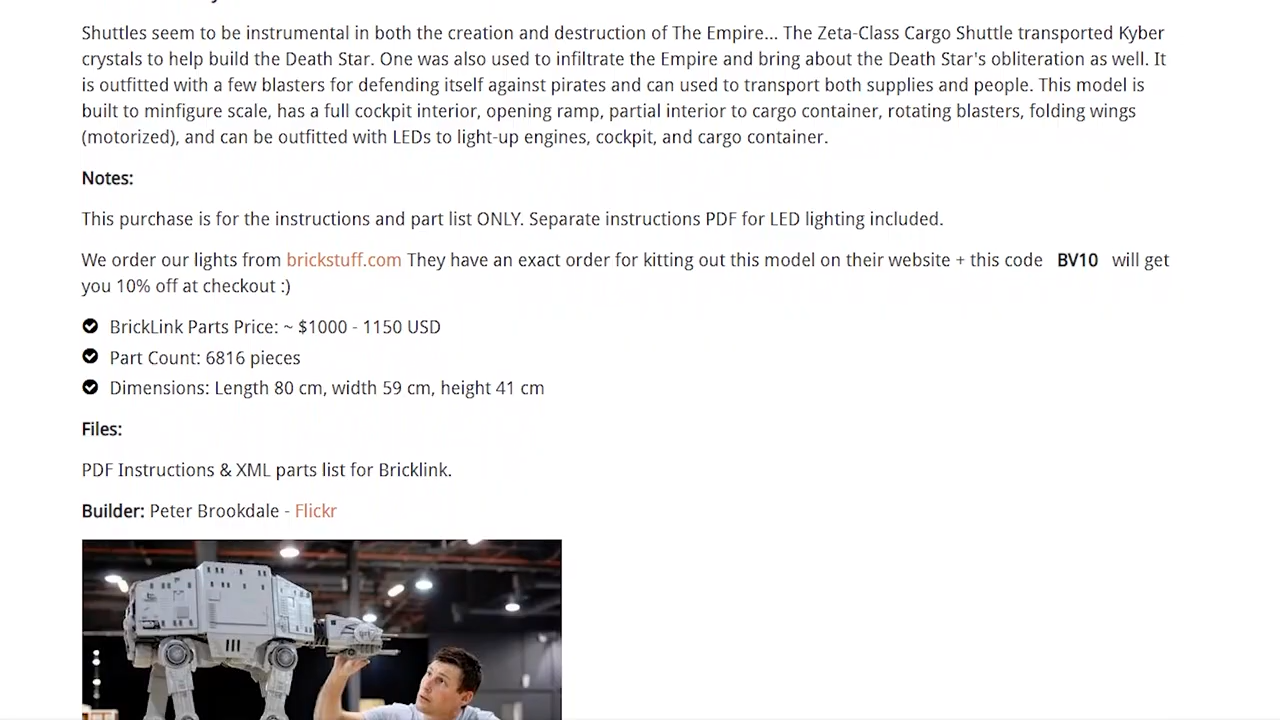 Shuttles seem to be instrumental in both the creation and destruction of The Empire... The Zeta-Class Cargo Shuttle transported Kyber
crystals to help build the Death Star. One was also used to infiltrate the Empire and bring about the Death Star's obliteration as well. It
is outfitted with a few blasters for defending itself against pirates and can used to transport both supplies and people. This model is
built to minfigure scale, has a full cockpit interior, opening ramp, partial interior to cargo container, rotating blasters, folding wings
(motorized), and can be outfitted with LEDs to light-up engines, cockpit, and cargo container.
Notes:
This purchase is for the instructions and part list ONLY. Separate instructions PDF for LED lighting included.
We order our lights from brickstuff.com They have an exact order for kitting out this model on their website + this code BV10 will get
you 10% off at checkout :)
BrickLink Parts Price: ~ $1000 - 1150 USD
Part Count: 6816 pieces
Dimensions: Length 80 cm, width 59 cm, height 41 cm
Files:
PDF Instructions & XML parts list for Bricklink.
Builder: Peter Brookdale - Flickr